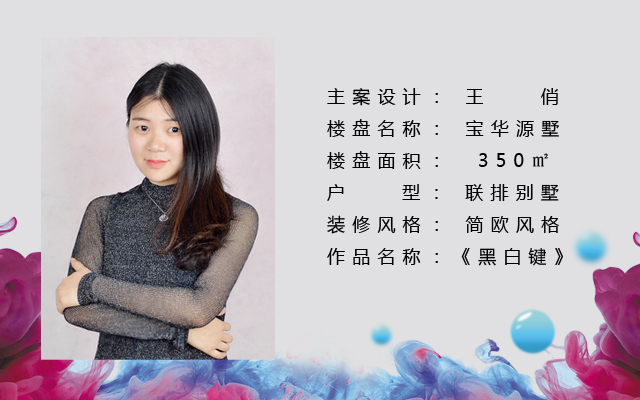 主案设计：王 俏
楼盘名称：宝华源墅
楼盘面积：350㎡
户 型：联排别墅
装修风格：简欧风格
作品名称：《黑白键》